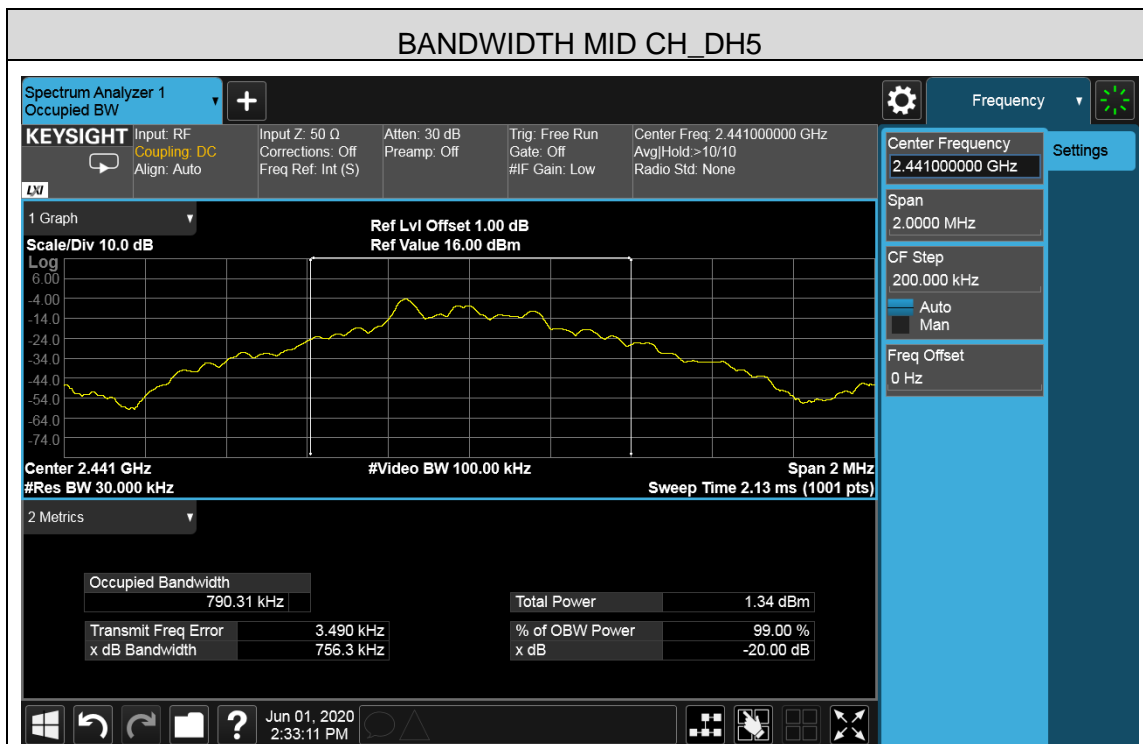 BANDWIDTH MID CH_DH5
Spectrum Analyzer 1
Occupied BW
Frequency
KEYSIGHT
LXI
Input: RF
Coupling: DC
Align: Auto
Input Z: 50 Ω
Corrections: Off
Freq Ref: Int (S)
Atten: 30 dB
Preamp: Off
Trig: Free Run
Gate: Off
#IF Gain: Low
Center Freq: 2.441000000 GHz
Avg|Hold:>10/10
Radio Std: None
Center Frequency
2.441000000 GHz
Settings
Span
2.0000 MHz
CF Step
200.000 kHz
Auto
Man
Freq Offset
0 Hz
1 Graph
Scale/Div 10.0 dB
Ref Lvl Offset 1.00 dB
Ref Value 16.00 dBm
Log
6.00
-4.00
-14.0
-24.0
-34.0
-44.0
-54.0
-64.0
-74.0
Center 2.441 GHz
#Video BW 100.00 kHz
Span 2 MHz
#Res BW 30.000 kHz
Sweep Time 2.13 ms (1001 pts)
2 Metrics
Occupied Bandwidth
790.31 kHz
Total Power 1.34 dBm
Transmit Freq Error 3.490 kHz
% of OBW Power 99.00 %
x dB Bandwidth 756.3 kHz
x dB -20.00 dB
?
Jun 01, 2020
2:33:11 PM